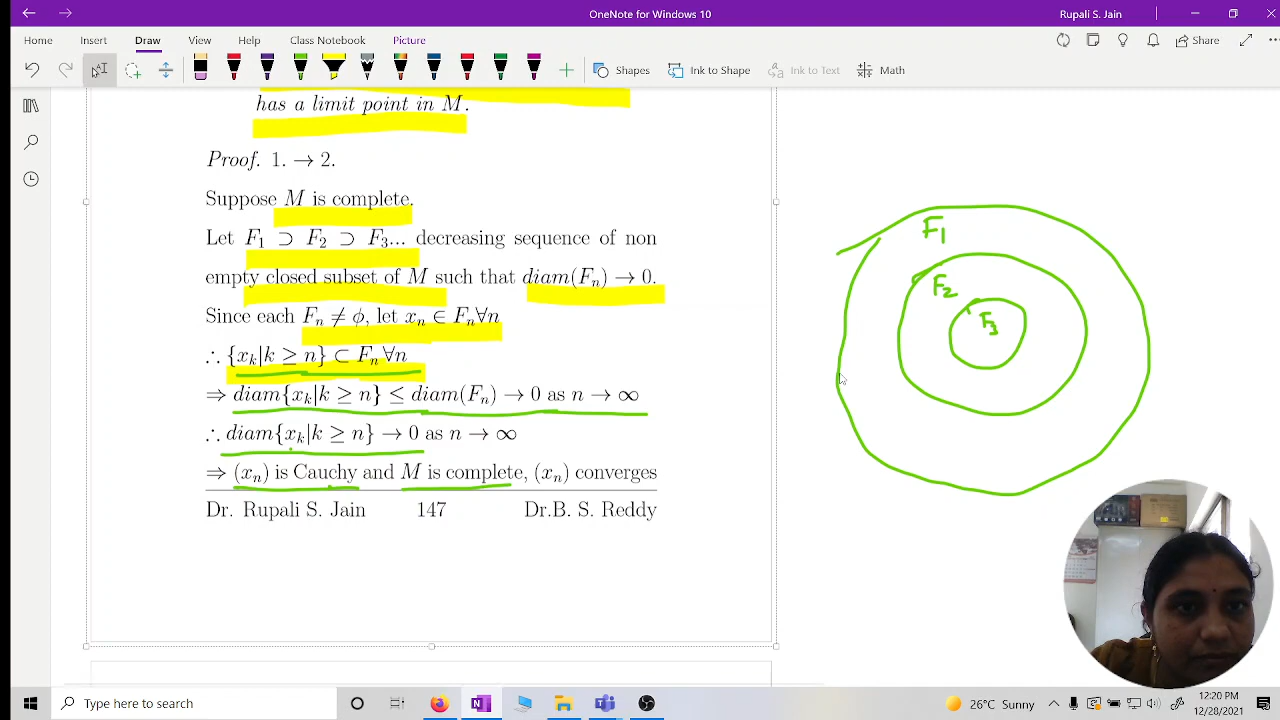 OneNote for Windows 10
Rupali S. Jain
Home Insert Draw View Help Class Notebook Picture
Share
Shapes Ink to Shape Ink to Text Math
has a limit point in M.
Proof. 1. → 2.
Suppose M is complete.
Let F₁ ⊃ F₂ ⊃ F₃... decreasing sequence of non
empty closed subset of M such that diam(Fₙ) → 0.
Since each Fₙ ≠ ϕ, let xₙ ∈ Fₙ∀n
∴ {xₖ|k ≥ n} ⊂ Fₙ∀n
⇒ diam{xₖ|k ≥ n} ≤ diam(Fₙ) → 0 as n → ∞
∴ diam{xₖ|k ≥ n} → 0 as n → ∞
⇒ (xₙ) is Cauchy and M is complete, (xₙ) converges
Dr. Rupali S. Jain 147 Dr.B. S. Reddy
F₁
F₂
F₃
Type here to search
26°C Sunny
12:20 PM
12/28/2021